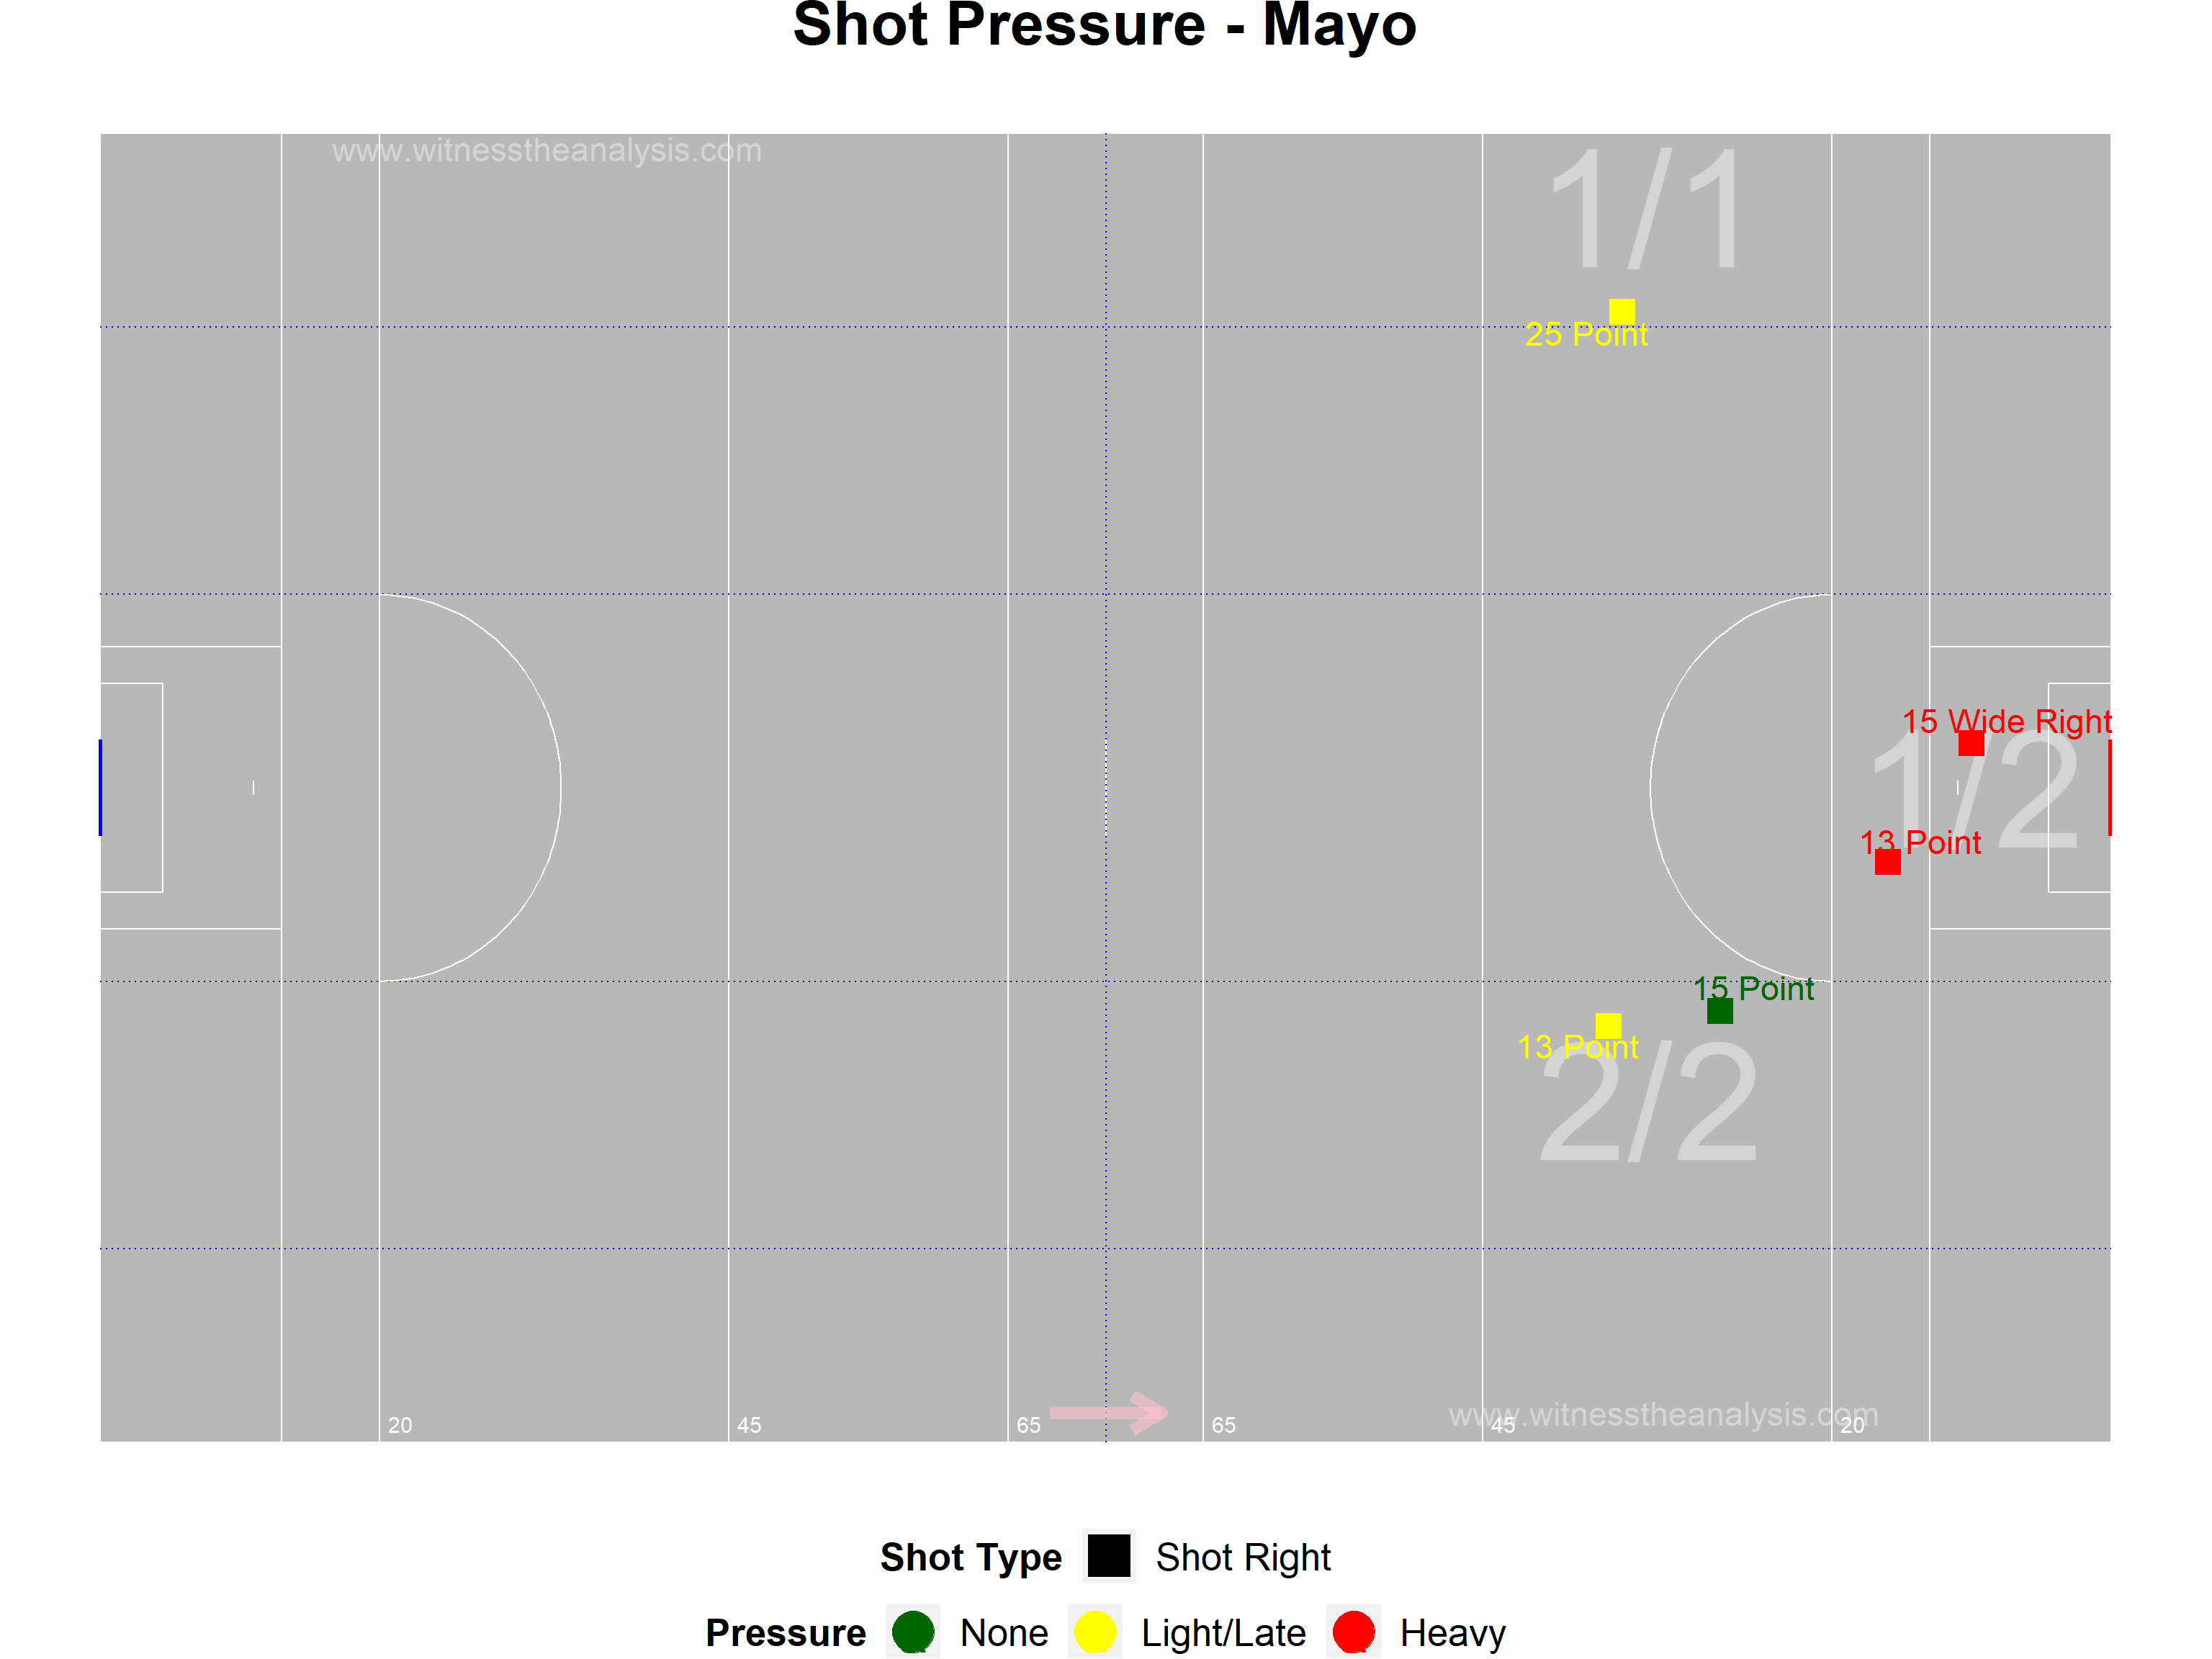 Shot Pressure - Mayo
www.witnesstheanalysis.com
1/1
25 Point
15 Wide Right
1/2
13 Point
15 Point
13 Point
2/2
www.witnesstheanalysis.com
20
45
65
65
45
20
Shot Type Shot Right
Pressure None Light/Late Heavy